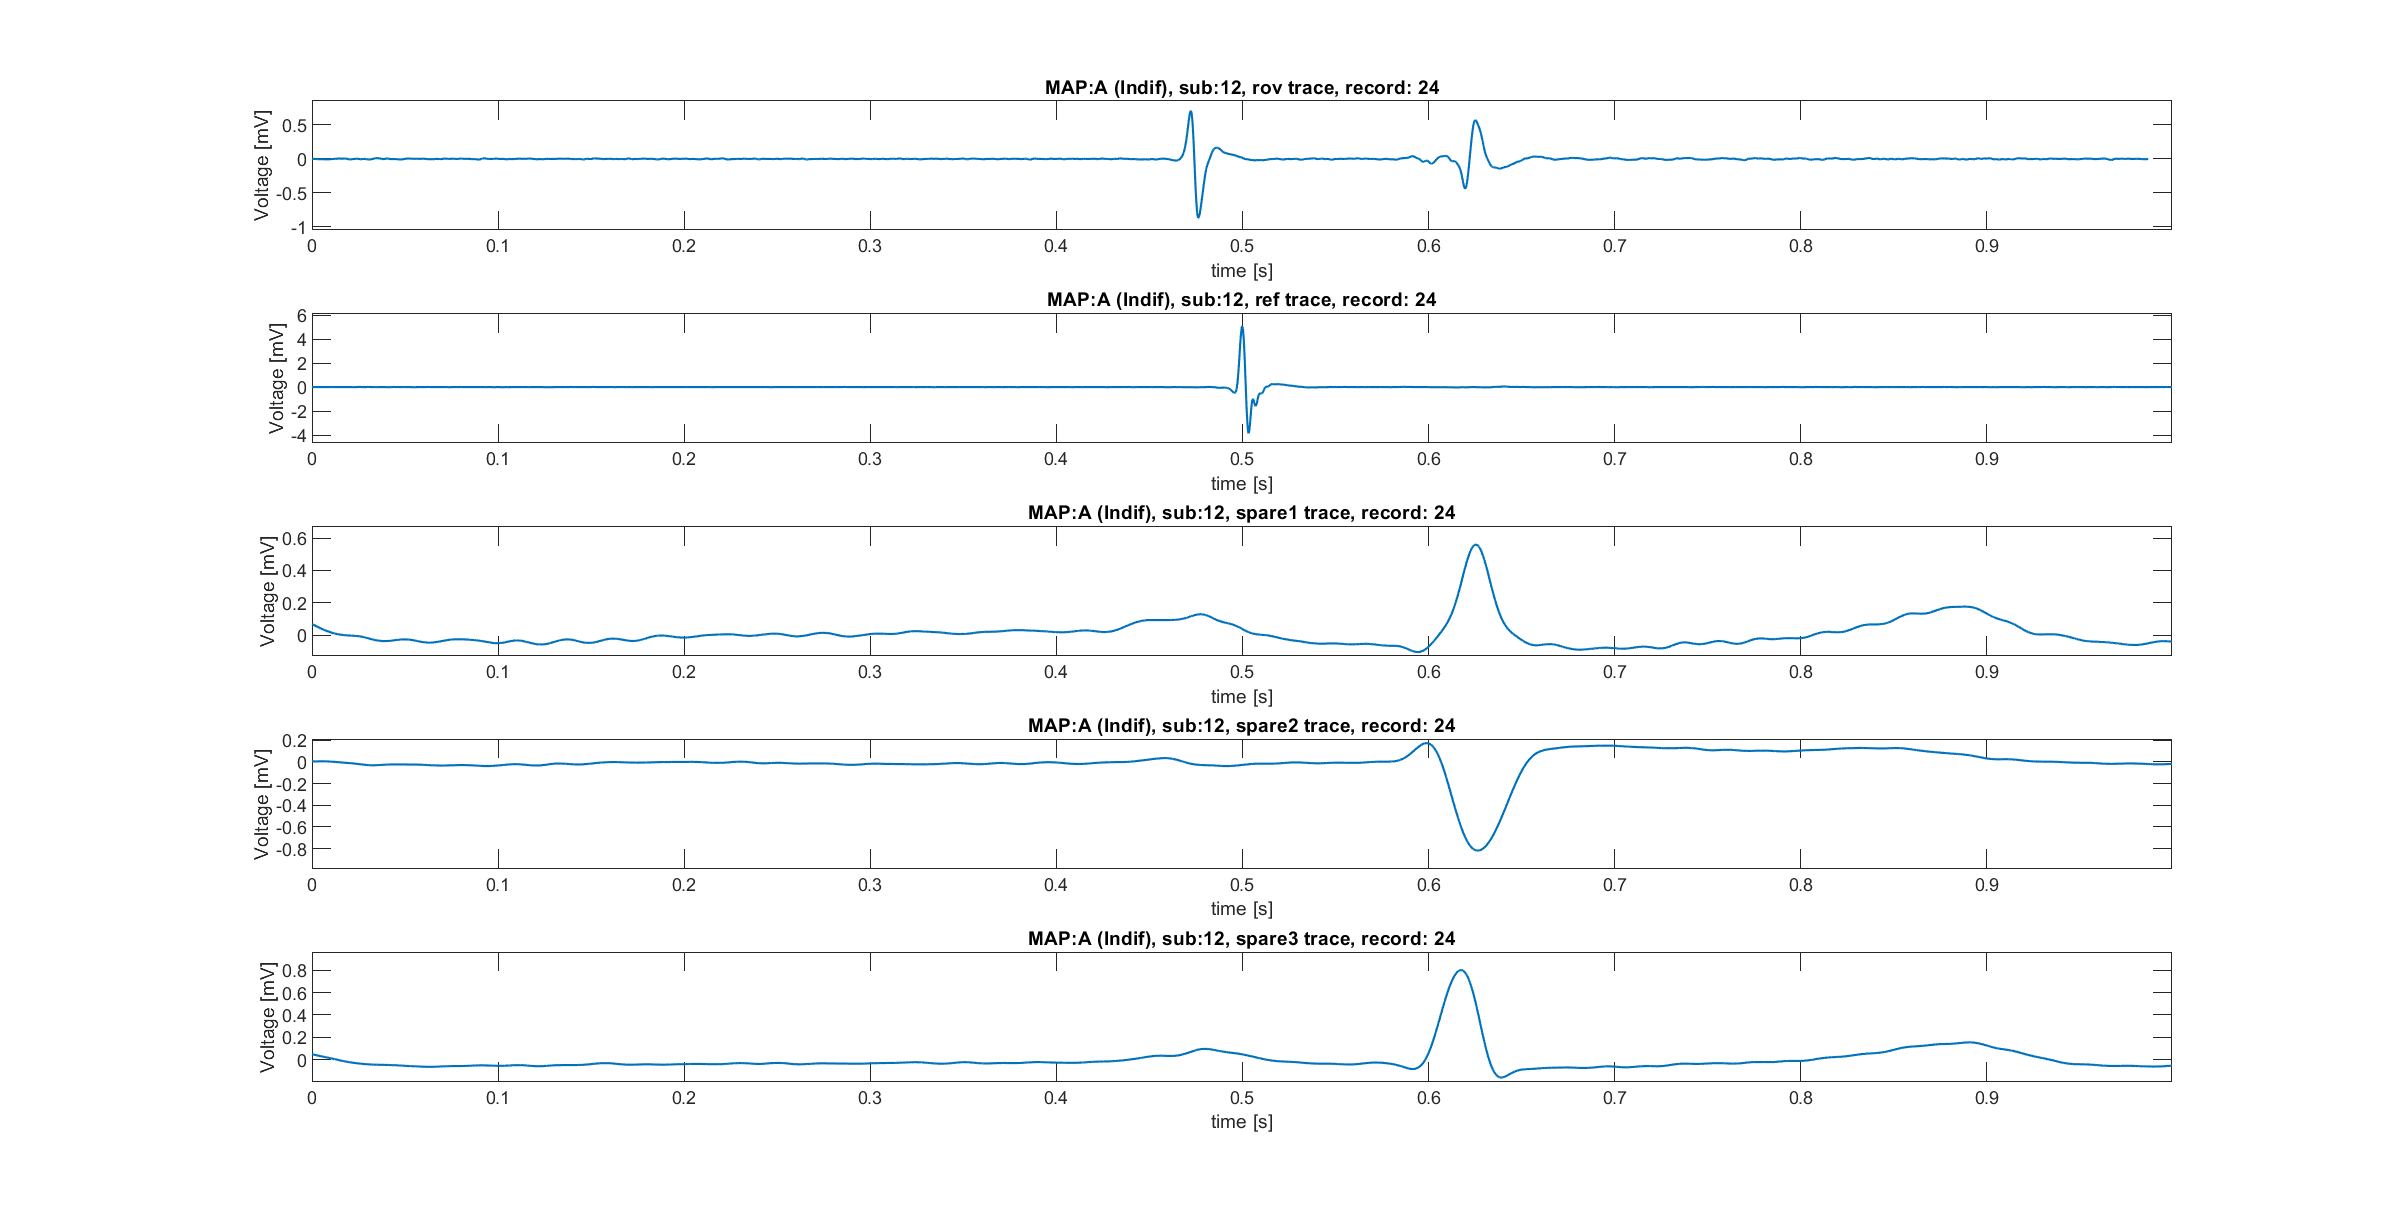 MAP:A (Indif), sub:12, rov trace, record: 24
Voltage [mV]
0.5
0
-0.5
-1
0 0.1 0.2 0.3 0.4 0.5 0.6 0.7 0.8 0.9
time [s]
MAP:A (Indif), sub:12, ref trace, record: 24
Voltage [mV]
6
4
2
0
-2
-4
0 0.1 0.2 0.3 0.4 0.5 0.6 0.7 0.8 0.9
time [s]
MAP:A (Indif), sub:12, spare1 trace, record: 24
Voltage [mV]
0.6
0.4
0.2
0
0 0.1 0.2 0.3 0.4 0.5 0.6 0.7 0.8 0.9
time [s]
MAP:A (Indif), sub:12, spare2 trace, record: 24
Voltage [mV]
0.2
0
-0.2
-0.4
-0.6
-0.8
0 0.1 0.2 0.3 0.4 0.5 0.6 0.7 0.8 0.9
time [s]
MAP:A (Indif), sub:12, spare3 trace, record: 24
Voltage [mV]
0.8
0.6
0.4
0.2
0
0 0.1 0.2 0.3 0.4 0.5 0.6 0.7 0.8 0.9
time [s]